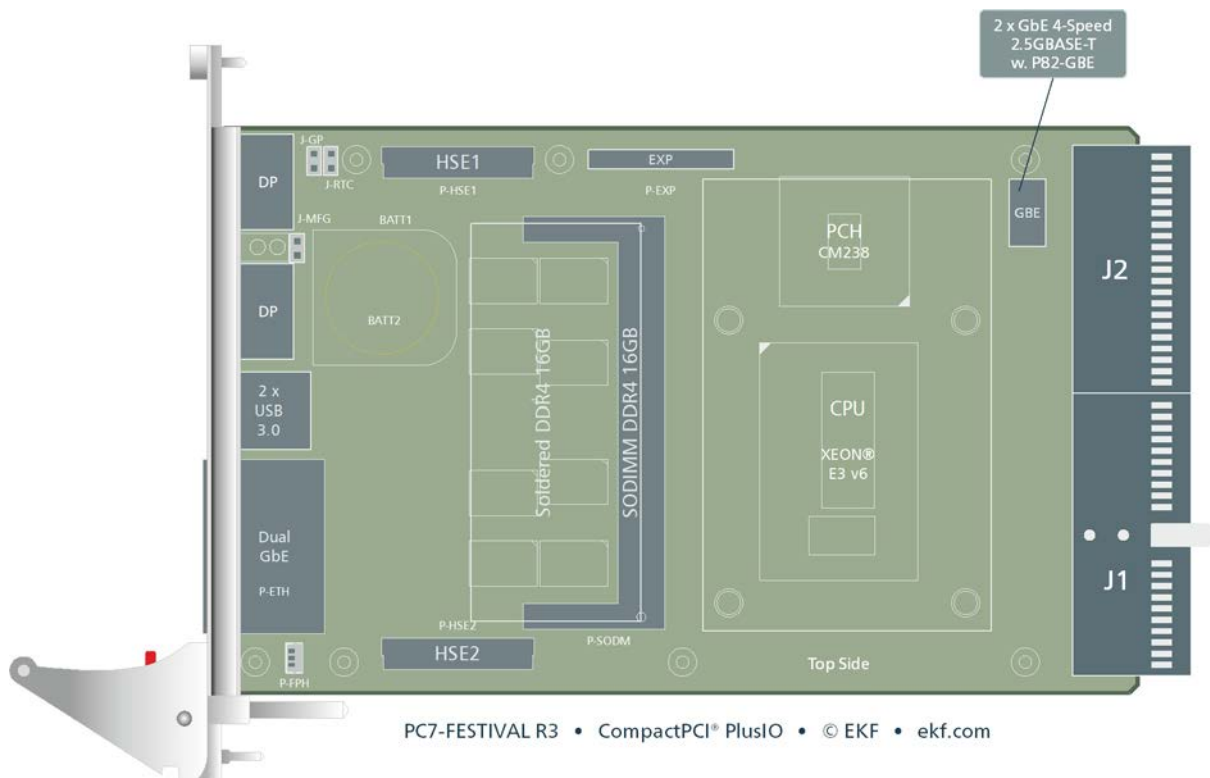 2 x GbE 4-Speed
2.5GBASE-T
w. P82-GBE
J-GP
J-RTC
DP
HSE1
P-HSE1
EXP
P-EXP
GBE
J-MFG
BATT1
PCH
CM238
J2
DP
BATT2
Soldered DDR4 16GB
SODIMM DDR4 16GB
2 x
USB
3.0
CPU
XEON®
E3 v6
Dual
GbE
P-ETH
J1
P-HSE2
HSE2
P-SODM
P-FPH
Top Side
PC7-FESTIVAL R3 • CompactPCI® PlusIO • © EKF • ekf.com